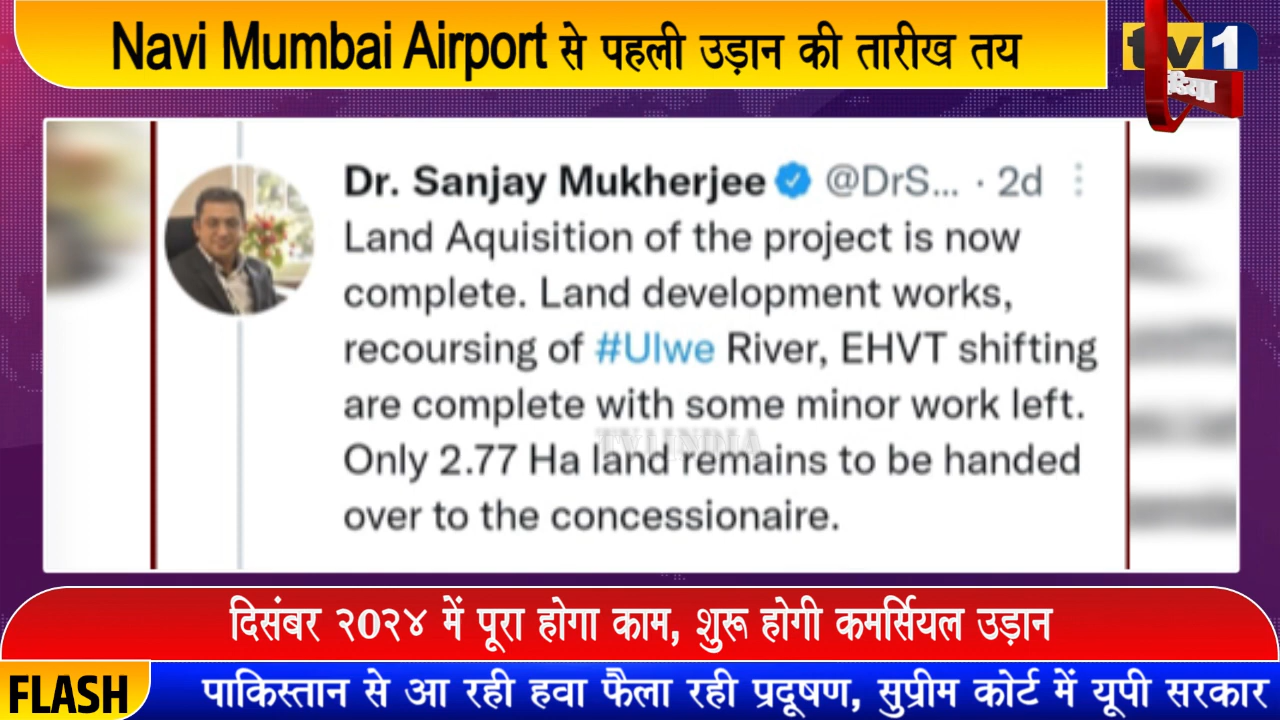 Navi Mumbai Airport से पहली उड़ान की तारीख तय
tv1
Dr. Sanjay Mukherjee @DrS... · 2d
Land Aquisition of the project is now
complete. Land development works,
recoursing of #Ulwe River, EHVT shifting
are complete with some minor work left.
Only 2.77 Ha land remains to be handed
over to the concessionaire.
दिसंबर २०२४ में पूरा होगा काम, शुरू होगी कमर्सियल उड़ान
FLASH
पाकिस्तान से आ रही हवा फैला रही प्रदूषण, सुप्रीम कोर्ट में यूपी सरकार